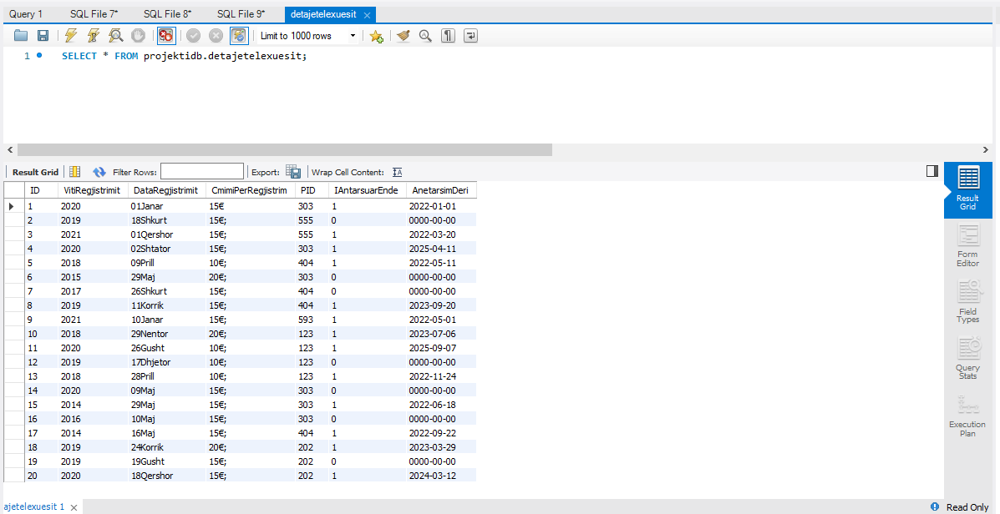 Query 1 SQL File 7* SQL File 8* SQL File 9* detajetelexuesit
Limit to 1000 rows
1 SELECT * FROM projektidb.detajetelexuesit;
Result Grid Filter Rows: Export: Wrap Cell Content:
ID VitiRegjistrimit DataRegjistrimit CmimiPerRegjistrim PID IAntarsuarEnde AnetarsimDeri
1 2020 01Janar 15€ 303 1 2022-01-01
2 2019 18Shkurt 15€; 555 0 0000-00-00
3 2021 01Qershor 15€; 555 1 2022-03-20
4 2020 02Shtator 15€; 303 1 2025-04-11
5 2018 09Prill 10€; 404 1 2022-05-11
6 2015 29Maj 20€; 303 0 0000-00-00
7 2017 26Shkurt 15€; 404 0 0000-00-00
8 2019 11Korrik 15€; 404 1 2023-09-20
9 2021 10Janar 15€; 593 1 2022-05-01
10 2018 29Nentor 20€; 123 1 2023-07-06
11 2020 26Gusht 10€; 123 1 2025-09-07
12 2019 17Dhjetor 10€; 123 0 0000-00-00
13 2018 28Prill 10€; 123 1 2022-11-24
14 2020 09Maj 15€; 303 0 0000-00-00
15 2014 29Maj 15€; 303 1 2022-06-18
16 2016 10Maj 15€; 303 0 0000-00-00
17 2014 16Maj 15€; 404 1 2022-09-22
18 2019 24Korrik 20€; 202 1 2023-03-29
19 2019 19Gusht 15€; 202 0 0000-00-00
20 2020 18Qershor 15€; 202 1 2024-03-12
Result
Grid
Form
Editor
Field
Types
Query
Stats
Execution
Plan
ajetelexuesit 1 Read Only